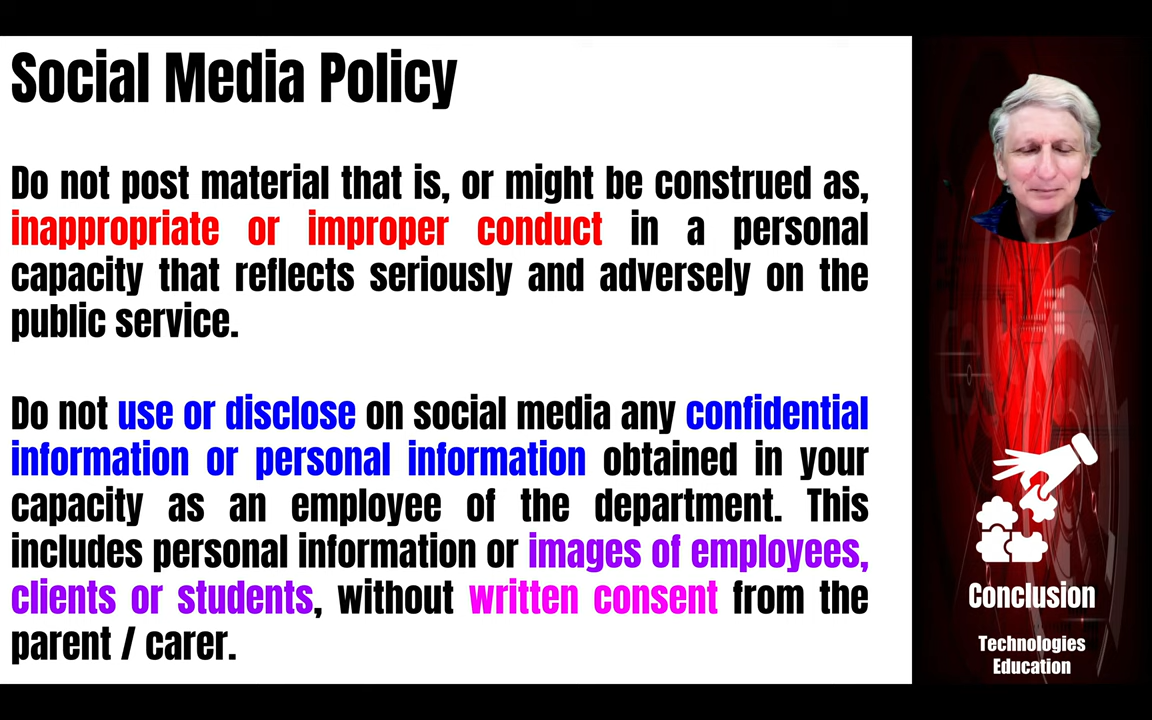 Social Media Policy
Do not post material that is, or might be construed as,
inappropriate or improper conduct in a personal
capacity that reflects seriously and adversely on the
public service.
Do not use or disclose on social media any confidential
information or personal information obtained in your
capacity as an employee of the department. This
includes personal information or images of employees,
clients or students, without written consent from the
parent / carer.
Conclusion
Technologies
Education